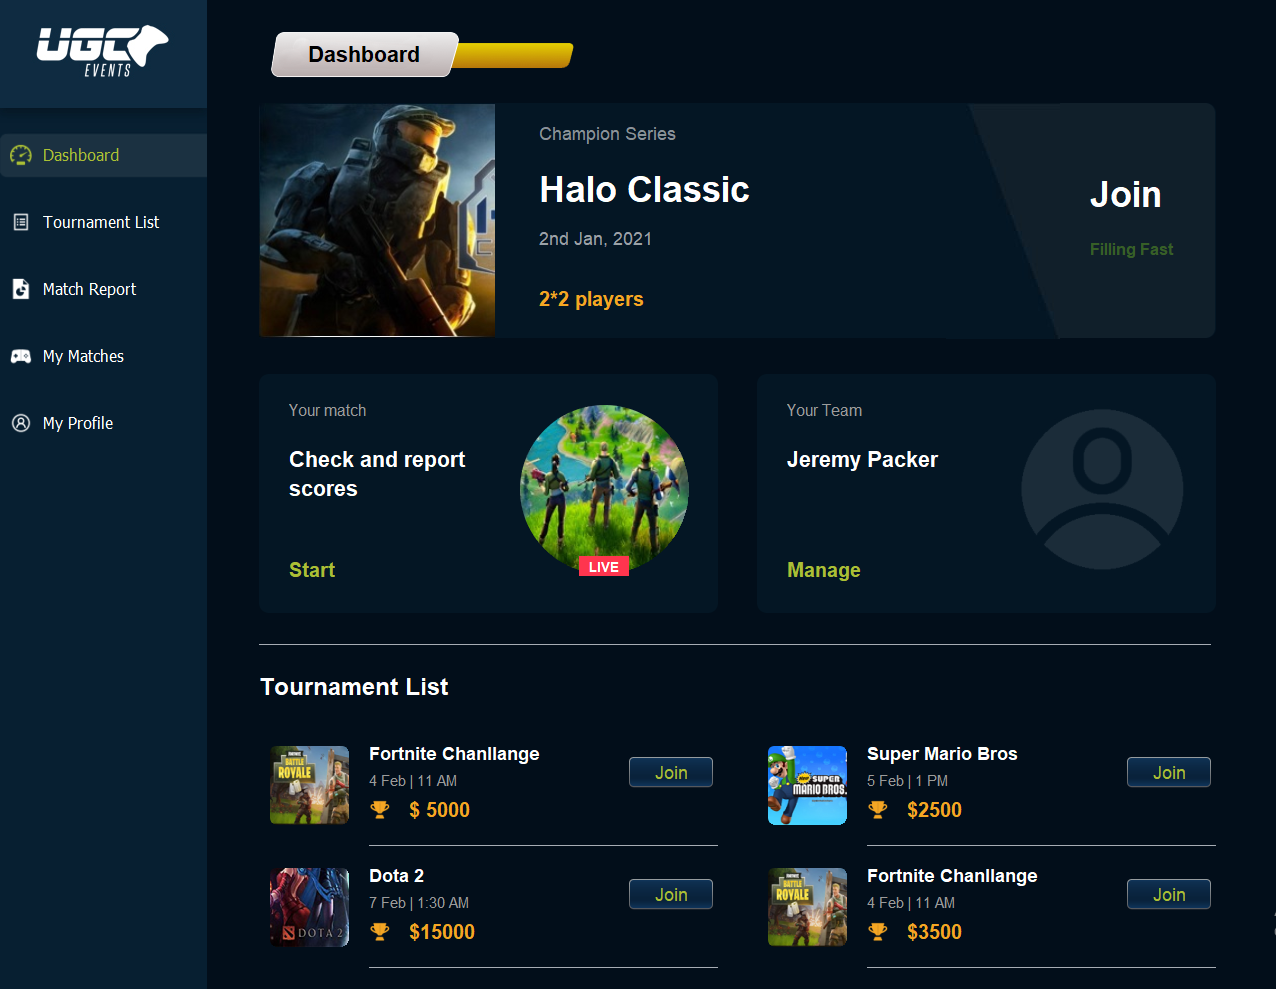 UGC
EVENTS
Dashboard
Tournament List
Match Report
My Matches
My Profile
Dashboard
Champion Series
Halo Classic
2nd Jan, 2021
2*2 players
Join
Filling Fast
Your match
Check and report
scores
Start
LIVE
Your Team
Jeremy Packer
Manage
Tournament List
FORTNITE
BATTLE
ROYALE
Fortnite Chanllange
4 Feb | 11 AM
$ 5000
Join
NEW SUPER
MARIO BROS.
Super Mario Bros
5 Feb | 1 PM
$2500
Join
DOTA 2
Dota 2
7 Feb | 1:30 AM
$15000
Join
FORTNITE
BATTLE
ROYALE
Fortnite Chanllange
4 Feb | 11 AM
$3500
Join